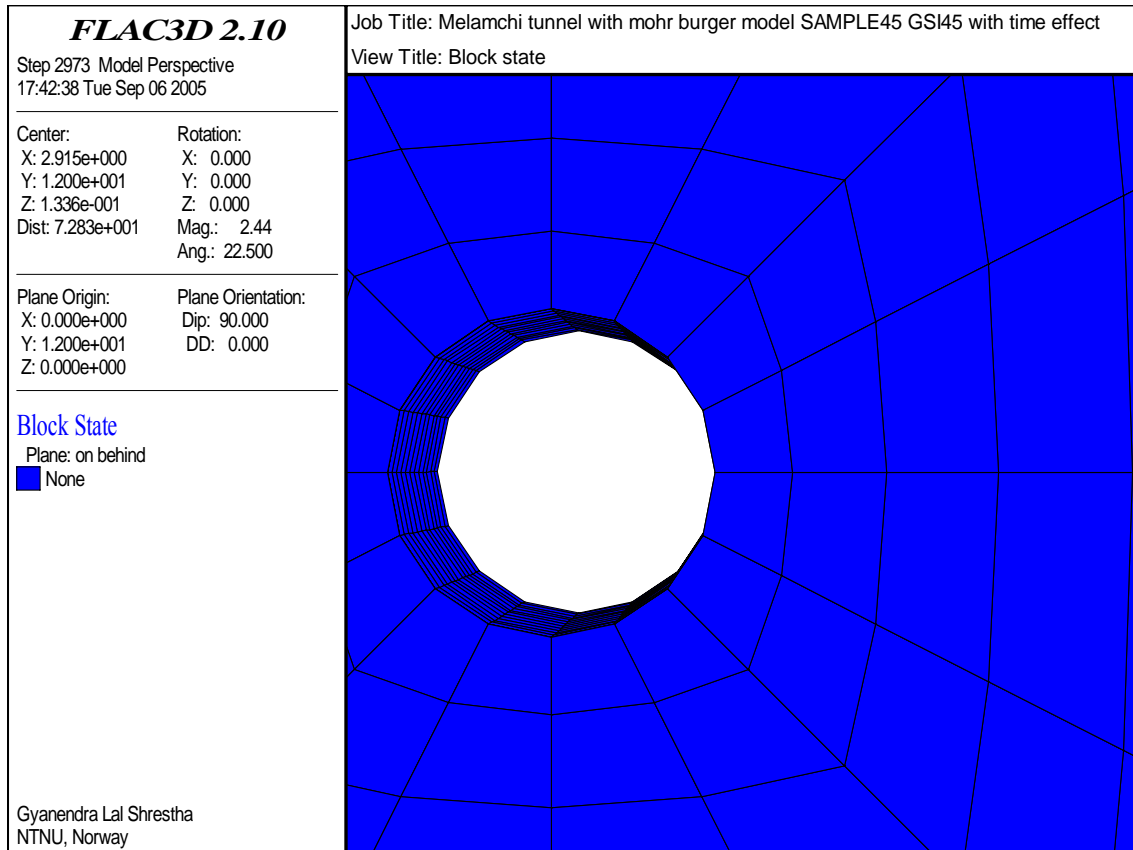 FLAC3D 2.10
Step 2973 Model Perspective
17:42:38 Tue Sep 06 2005
Center:
X: 2.915e+000
Y: 1.200e+001
Z: 1.336e-001
Dist: 7.283e+001
Rotation:
X: 0.000
Y: 0.000
Z: 0.000
Mag.: 2.44
Ang.: 22.500
Plane Origin:
X: 0.000e+000
Y: 1.200e+001
Z: 0.000e+000
Plane Orientation:
Dip: 90.000
DD: 0.000
Block State
Plane: on behind
None
Gyanendra Lal Shrestha
NTNU, Norway
Job Title: Melamchi tunnel with mohr burger model SAMPLE45 GSI45 with time effect
View Title: Block state